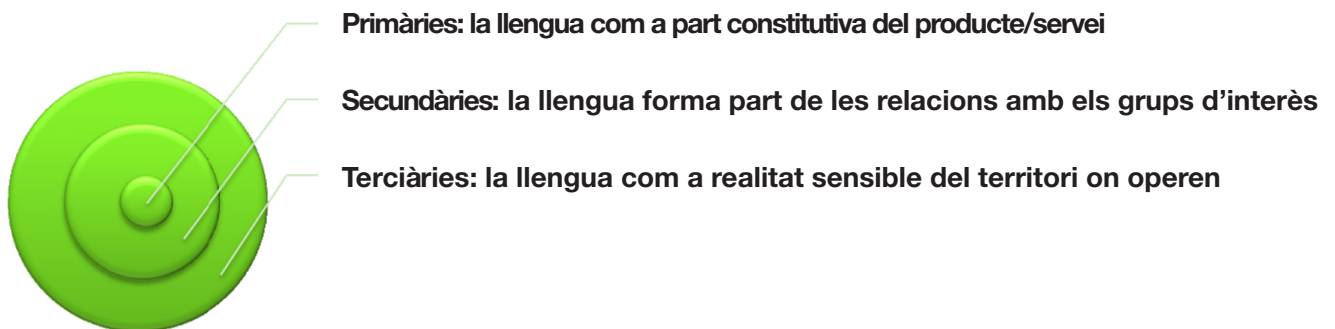 Primàries: la llengua com a part constitutiva del producte/servei
Secundàries: la llengua forma part de les relacions amb els grups d’interès
Terciàries: la llengua com a realitat sensible del territori on operen